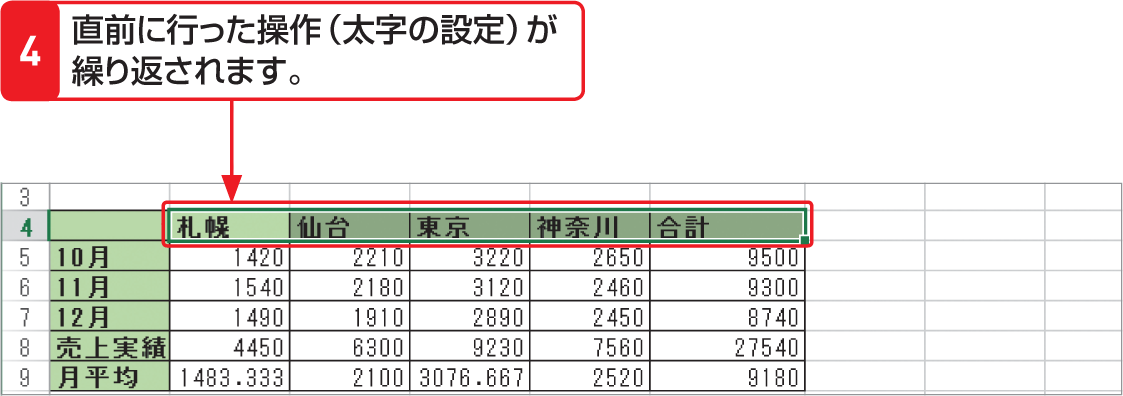 4 直前に行った操作（太字の設定）が
繰り返されます。
3
4 札幌 仙台 東京 神奈川 合計
5 10月 1420 2210 3220 2650 9500
6 11月 1540 2180 3120 2460 9300
7 12月 1490 1910 2890 2450 8740
8 売上実績 4450 6300 9230 7560 27540
9 月平均 1483.333 2100 3076.667 2520 9180